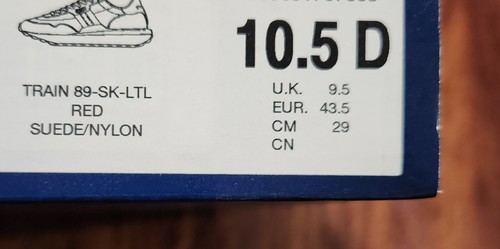 10.5 D
TRAIN 89-SK-LTL
RED
SUEDE/NYLON
U.K. 9.5
EUR. 43.5
CM 29
CN